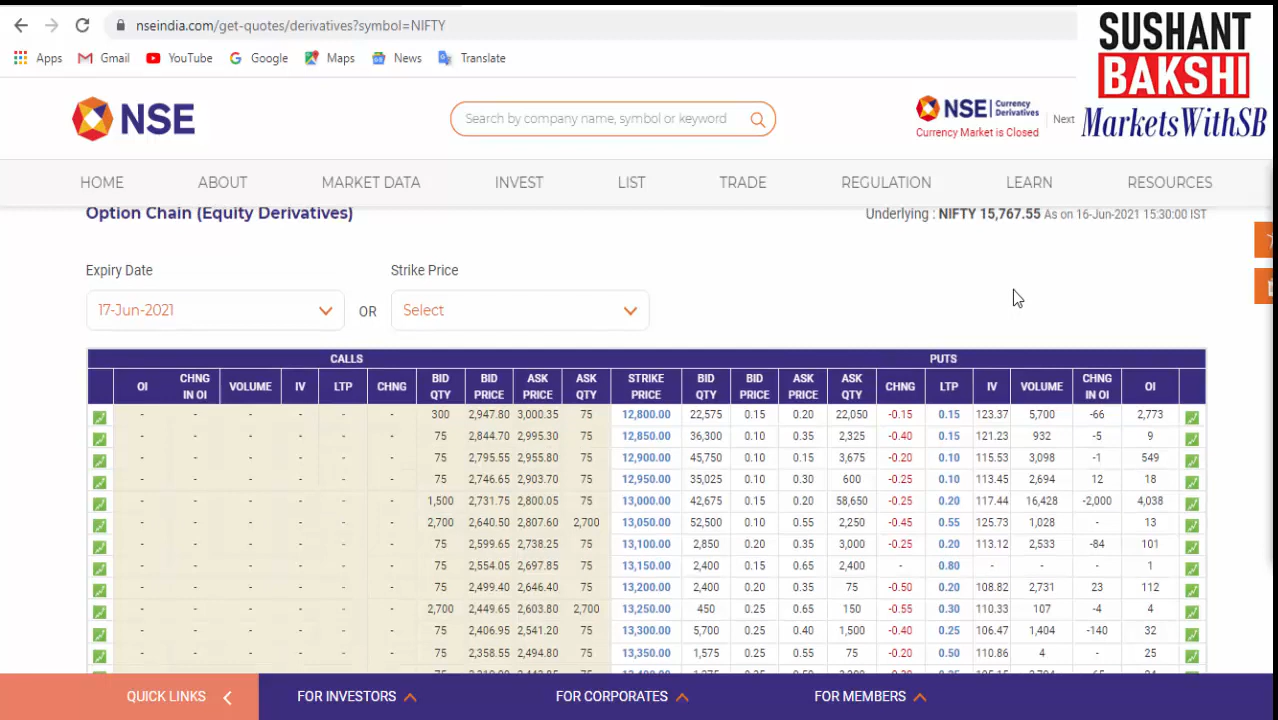 nseindia.com/get-quotes/derivatives?symbol=NIFTY
Apps Gmail YouTube Google Maps News Translate
SUSHANT
BAKSHI
MarketsWithSB
NSE
Search by company name, symbol or keyword
NSE Currency Derivatives
Currency Market is Closed
Next
HOME ABOUT MARKET DATA INVEST LIST TRADE REGULATION LEARN RESOURCES
Option Chain (Equity Derivatives)
Underlying : NIFTY 15,767.55 As on 16-Jun-2021 15:30:00 IST
Expiry Date Strike Price
17-Jun-2021 OR Select
CALLS PUTS
OI CHNG IN OI VOLUME IV LTP CHNG BID QTY BID PRICE ASK PRICE ASK QTY STRIKE PRICE BID QTY BID PRICE ASK PRICE ASK QTY CHNG LTP IV VOLUME CHNG IN OI OI
- - - - - - 300 2,947.80 3,000.35 75 12,800.00 22,575 0.15 0.20 22,050 -0.15 0.15 123.37 5,700 -66 2,773
- - - - - - 75 2,844.70 2,995.30 75 12,850.00 36,300 0.10 0.35 2,325 -0.40 0.15 121.23 932 -5 9
- - - - - - 75 2,795.55 2,955.80 75 12,900.00 45,750 0.10 0.15 3,675 -0.20 0.10 115.53 3,098 -1 549
- - - - - - 75 2,746.65 2,903.70 75 12,950.00 35,025 0.10 0.30 600 -0.25 0.10 113.45 2,694 12 18
- - - - - - 1,500 2,731.75 2,800.05 75 13,000.00 42,675 0.15 0.20 58,650 -0.25 0.20 117.44 16,428 -2,000 4,038
- - - - - - 2,700 2,640.50 2,807.60 2,700 13,050.00 52,500 0.10 0.55 2,250 -0.45 0.55 125.73 1,028 - 13
- - - - - - 75 2,599.65 2,738.25 75 13,100.00 2,850 0.20 0.35 3,000 -0.25 0.20 113.12 2,533 -84 101
- - - - - - 75 2,554.05 2,697.85 75 13,150.00 2,400 0.15 0.65 2,400 - 0.80 - - - 1
- - - - - - 75 2,499.40 2,646.40 75 13,200.00 2,400 0.20 0.35 75 -0.50 0.20 108.82 2,731 23 112
- - - - - - 2,700 2,449.65 2,603.80 2,700 13,250.00 450 0.25 0.65 150 -0.55 0.30 110.33 107 -4 4
- - - - - - 75 2,406.95 2,541.20 75 13,300.00 5,700 0.25 0.40 1,500 -0.40 0.25 106.47 1,404 -140 32
- - - - - - 75 2,358.55 2,494.80 75 13,350.00 1,575 0.25 0.55 75 -0.20 0.50 110.86 4 - 25
QUICK LINKS FOR INVESTORS FOR CORPORATES FOR MEMBERS